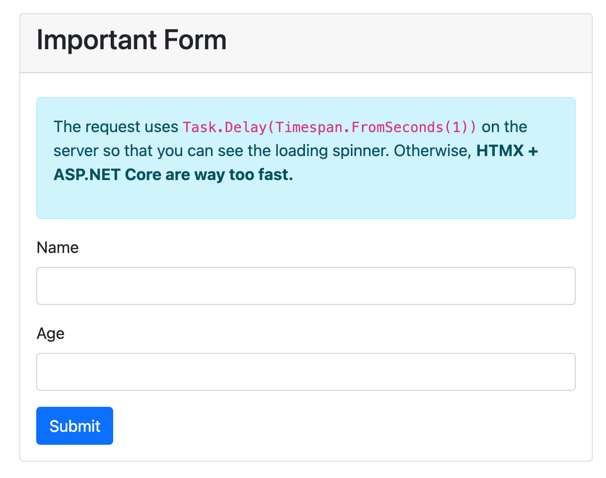 Important Form
The request uses Task.Delay(Timespan.FromSeconds(1)) on the
server so that you can see the loading spinner. Otherwise, HTMX +
ASP.NET Core are way too fast.
Name
Age
Submit